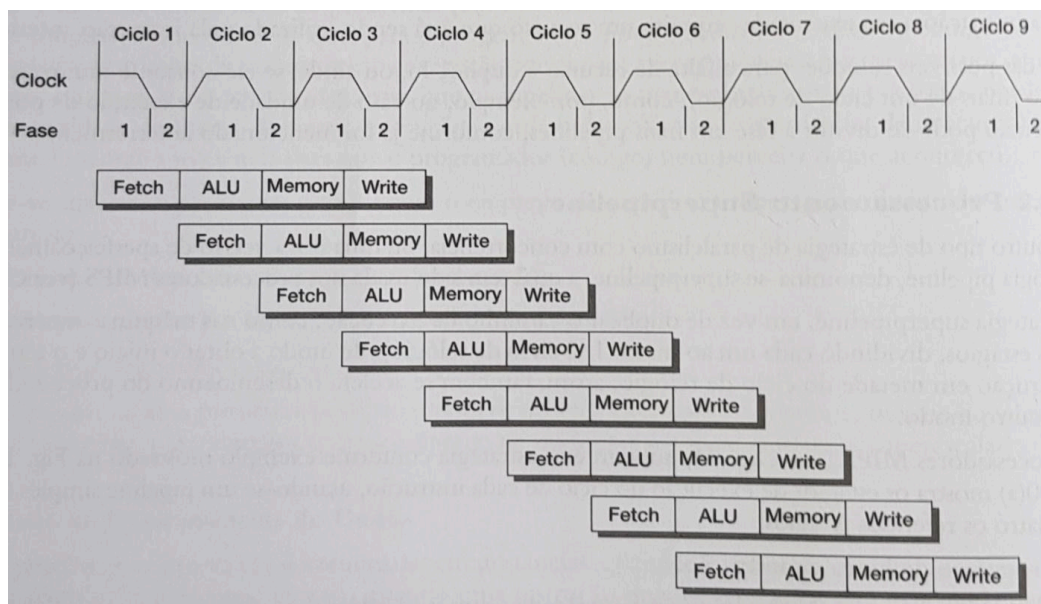 Ciclo 1 Ciclo 2 Ciclo 3 Ciclo 4 Ciclo 5 Ciclo 6 Ciclo 7 Ciclo 8 Ciclo 9
Clock
Fase 1 2 1 2 1 2 1 2 1 2 1 2 1 2 1 2 1 2
Fetch ALU Memory Write
Fetch ALU Memory Write
Fetch ALU Memory Write
Fetch ALU Memory Write
Fetch ALU Memory Write
Fetch ALU Memory Write
Fetch ALU Memory Write
Fetch ALU Memory Write